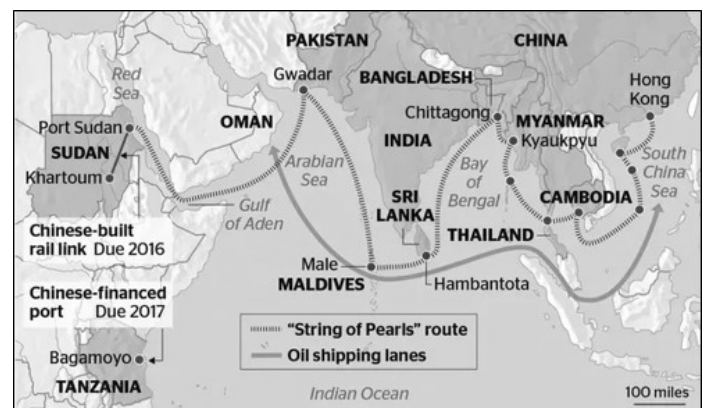 PAKISTAN
CHINA
Gwadar
BANGLADESH
Hong
Kong
Red
Sea
Chittagong
Port Sudan
OMAN
MYANMAR
Kyaukpyu
SUDAN
INDIA
Arabian
Sea
South
China
Sea
Bay
of
Bengal
Khartoum
SRI
LANKA
CAMBODIA
Gulf
of Aden
THAILAND
Chinese-built
rail link Due 2016
Male
MALDIVES
Hambantota
Chinese-financed
port Due 2017
"String of Pearls" route
Oil shipping lanes
Bagamoyo
TANZANIA
Indian Ocean
100 miles